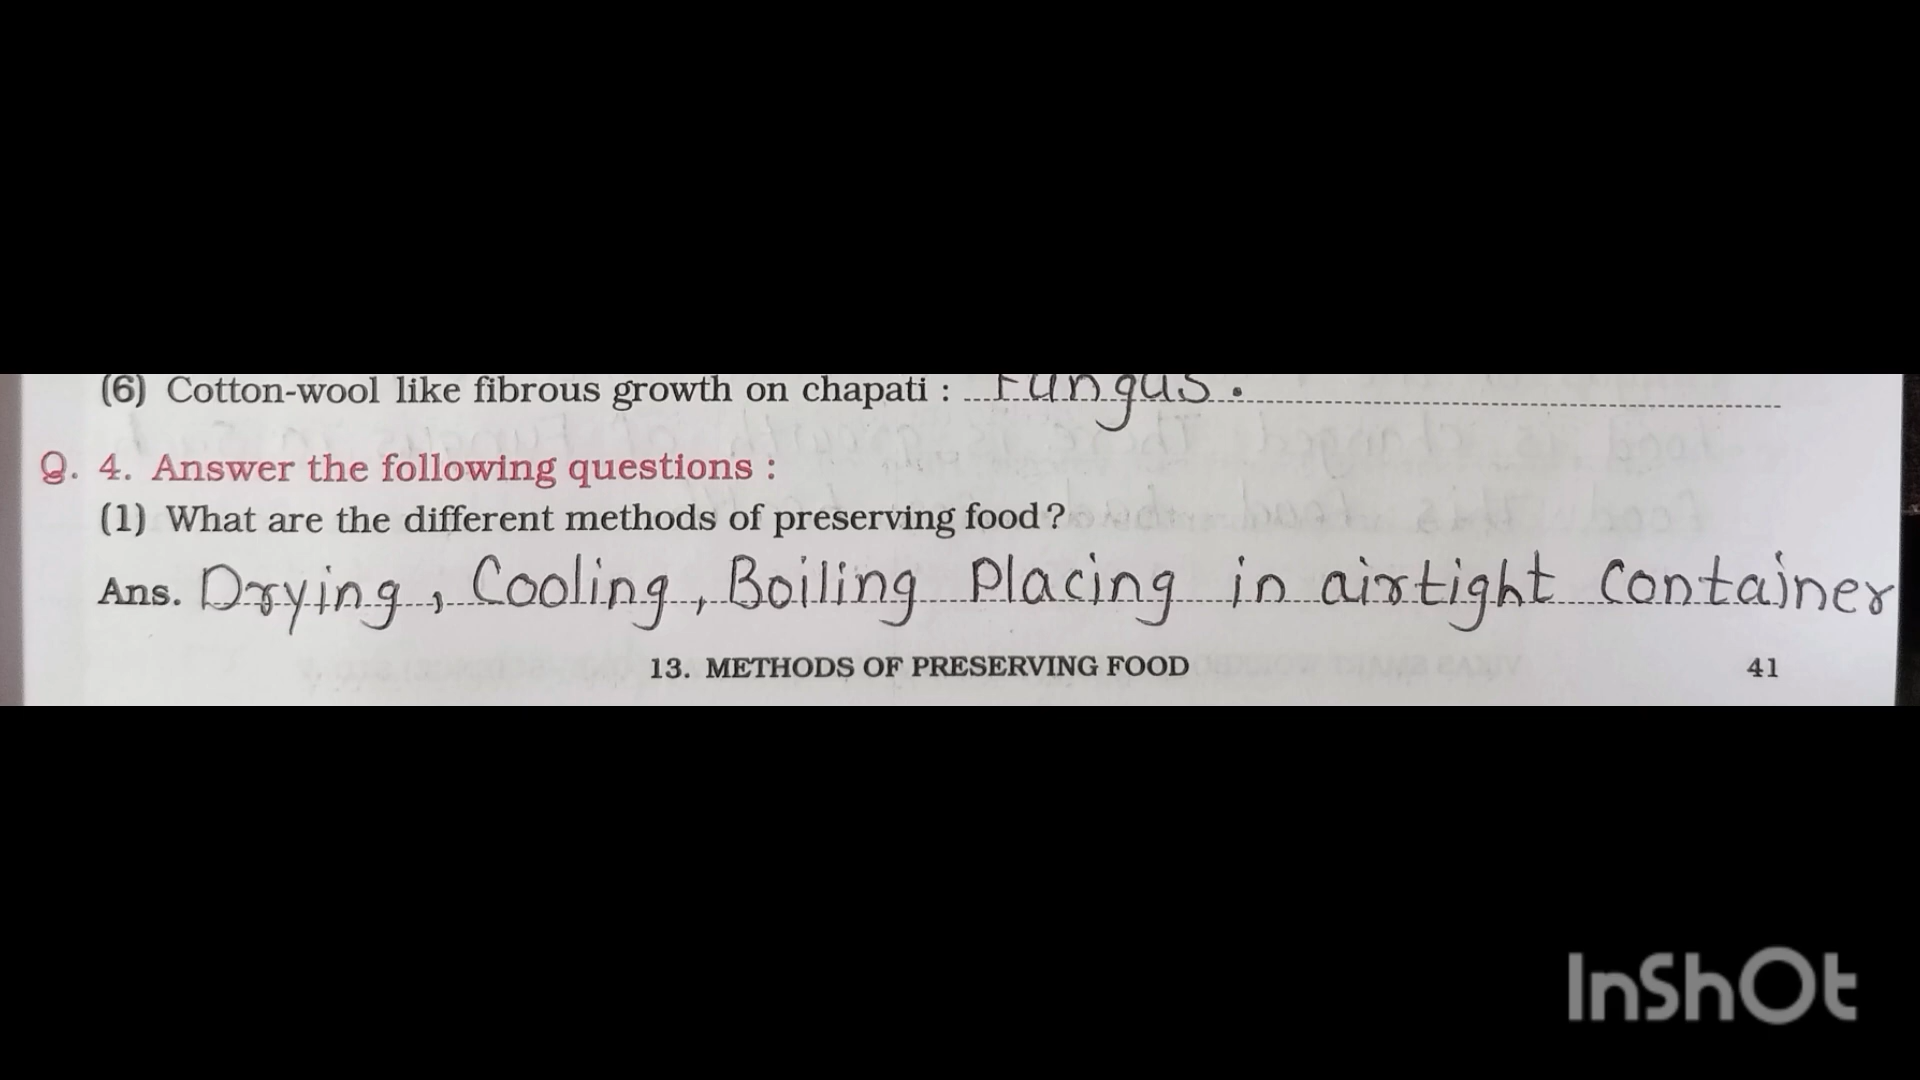 (6) Cotton-wool like fibrous growth on chapati : Fungus.
Q. 4. Answer the following questions :
(1) What are the different methods of preserving food?
Ans. Drying, Cooling, Boiling Placing in airtight Container
13. METHODS OF PRESERVING FOOD 41
InShOt